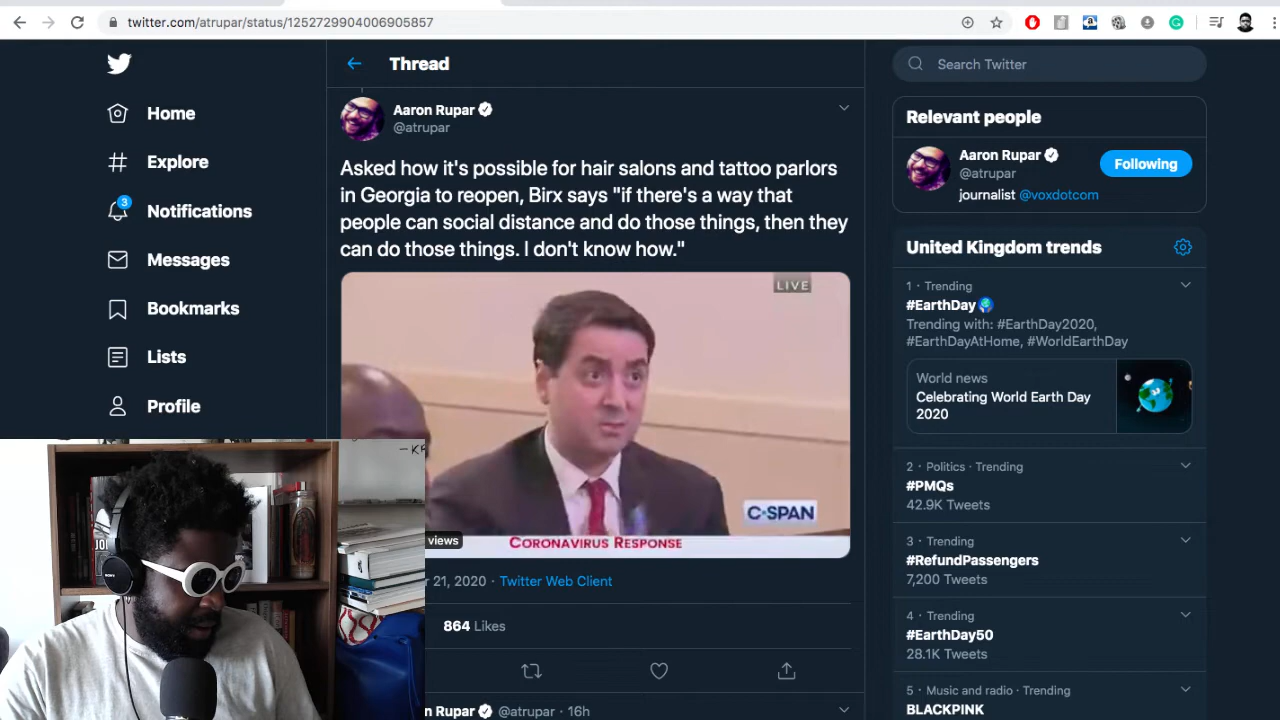 twitter.com/atrupar/status/1252729904006905857
Home
Explore
3
Notifications
Messages
Bookmarks
Lists
Profile
Thread
Aaron Rupar
@atrupar
Asked how it's possible for hair salons and tattoo parlors
in Georgia to reopen, Birx says "if there's a way that
people can social distance and do those things, then they
can do those things. I don't know how."
LIVE
C-SPAN
views
CORONAVIRUS RESPONSE
21, 2020 · Twitter Web Client
864 Likes
n Rupar @atrupar · 16h
Search Twitter
Relevant people
Aaron Rupar
@atrupar
Following
journalist @voxdotcom
United Kingdom trends
1 · Trending
#EarthDay
Trending with: #EarthDay2020,
#EarthDayAtHome, #WorldEarthDay
World news
Celebrating World Earth Day
2020
2 · Politics · Trending
#PMQs
42.9K Tweets
3 · Trending
#RefundPassengers
7,200 Tweets
4 · Trending
#EarthDay50
28.1K Tweets
5 · Music and radio · Trending
BLACKPINK